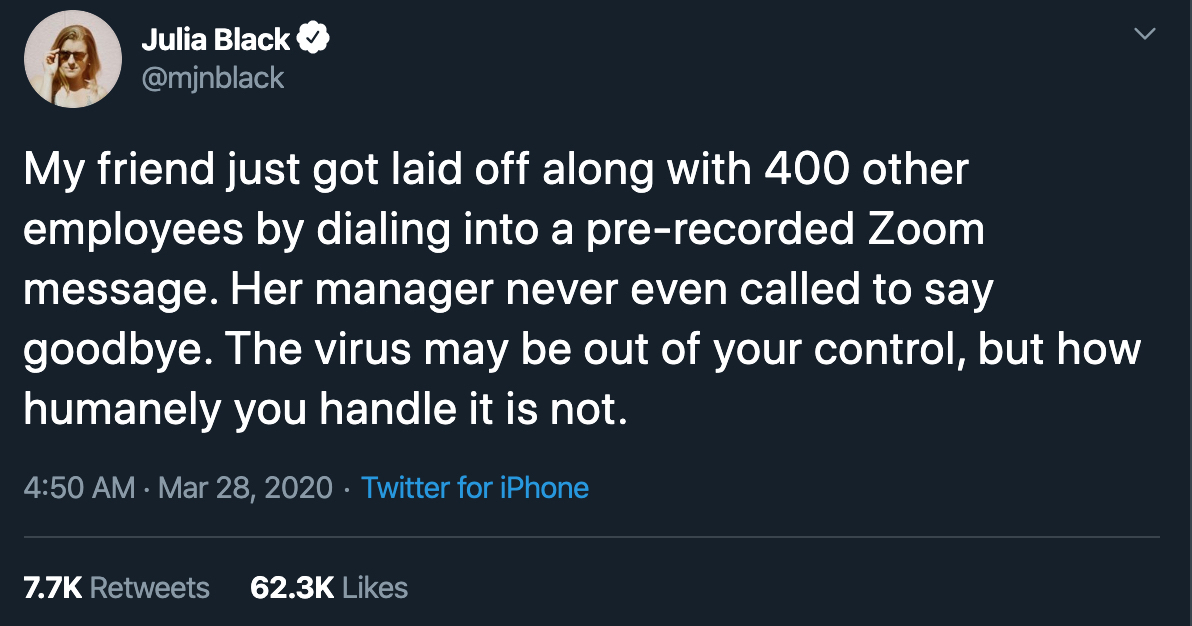 Julia Black
@mjnblack
My friend just got laid off along with 400 other
employees by dialing into a pre-recorded Zoom
message. Her manager never even called to say
goodbye. The virus may be out of your control, but how
humanely you handle it is not.
4:50 AM · Mar 28, 2020 · Twitter for iPhone
7.7K Retweets 62.3K Likes